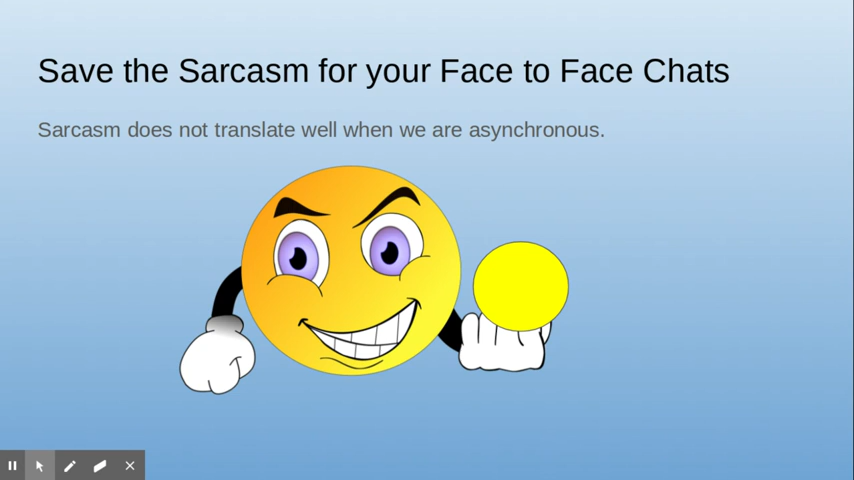 Save the Sarcasm for your Face to Face Chats
Sarcasm does not translate well when we are asynchronous.